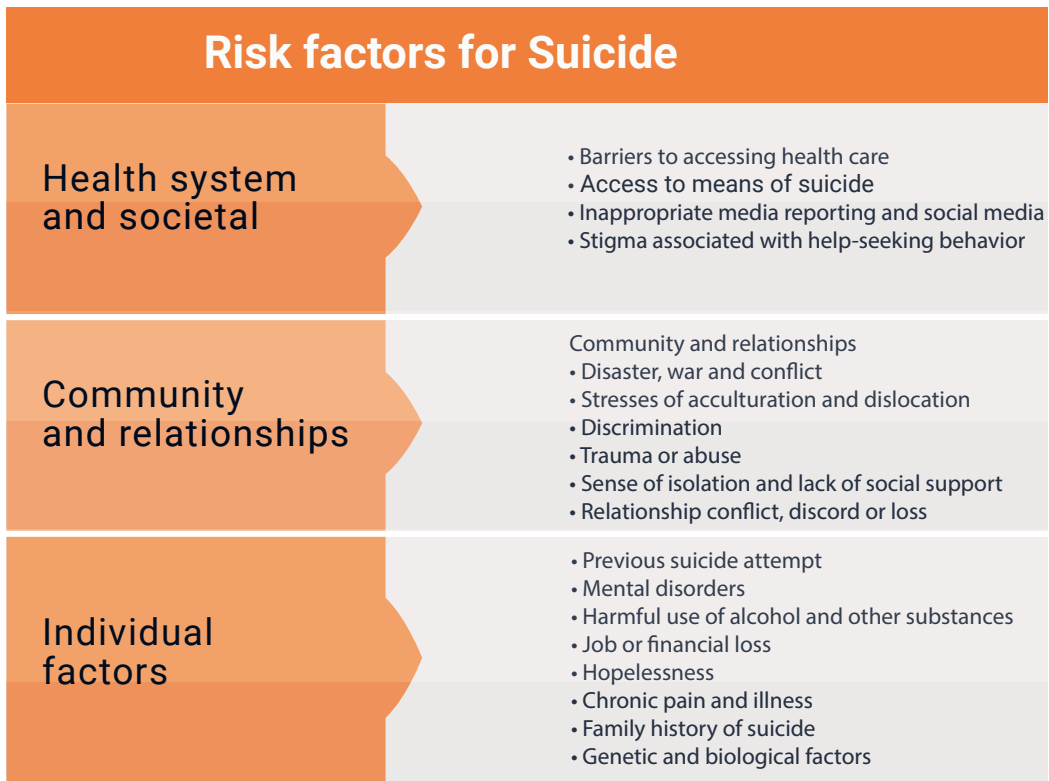 Risk factors for Suicide
Health system
and societal
• Barriers to accessing health care
• Access to means of suicide
• Inappropriate media reporting and social media
• Stigma associated with help-seeking behavior
Community
and relationships
Community and relationships
• Disaster, war and conflict
• Stresses of acculturation and dislocation
• Discrimination
• Trauma or abuse
• Sense of isolation and lack of social support
• Relationship conflict, discord or loss
Individual
factors
• Previous suicide attempt
• Mental disorders
• Harmful use of alcohol and other substances
• Job or financial loss
• Hopelessness
• Chronic pain and illness
• Family history of suicide
• Genetic and biological factors